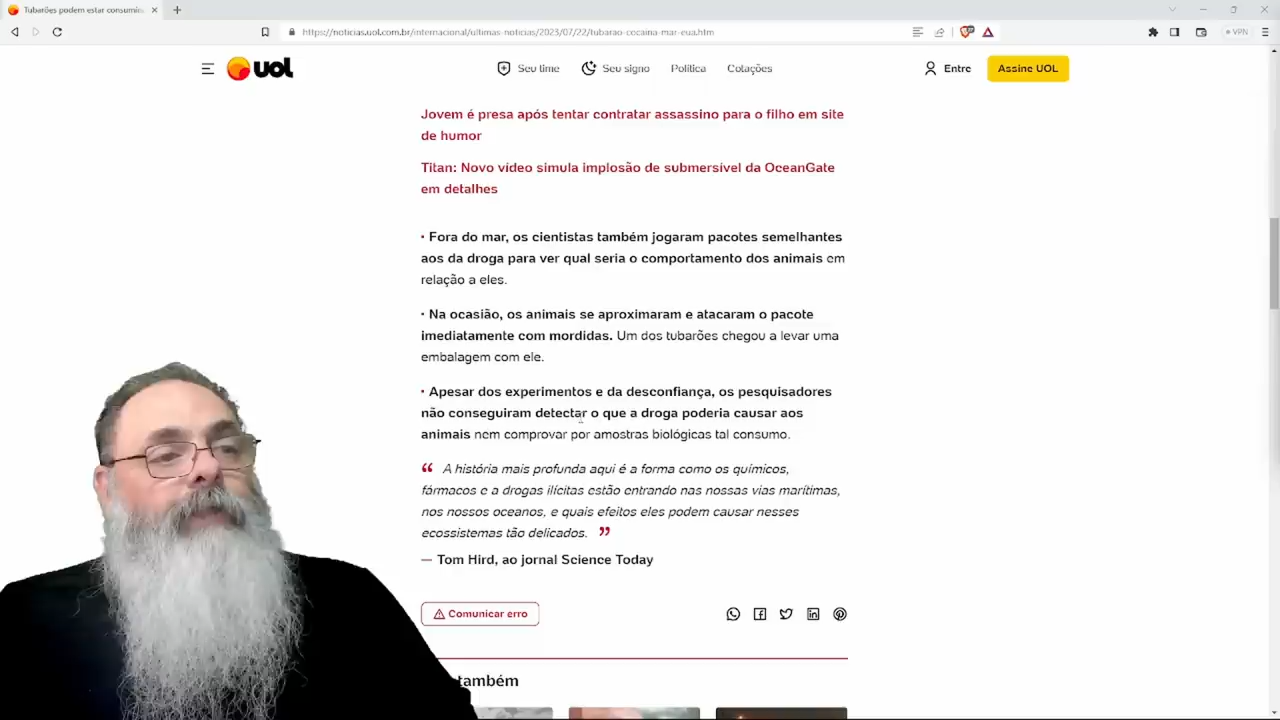 Tubarões podem estar consumin
https://noticias.uol.com.br/internacional/ultimas-noticias/2023/07/22/tubarao-cocaina-mar-eua.htm
VPN
UOL
Seu time
Seu signo
Política
Cotações
Entre
Assine UOL
Jovem é presa após tentar contratar assassino para o filho em site
de humor
Titan: Novo vídeo simula implosão de submersível da OceanGate
em detalhes
• Fora do mar, os cientistas também jogaram pacotes semelhantes
aos da droga para ver qual seria o comportamento dos animais em
relação a eles.
• Na ocasião, os animais se aproximaram e atacaram o pacote
imediatamente com mordidas. Um dos tubarões chegou a levar uma
embalagem com ele.
• Apesar dos experimentos e da desconfiança, os pesquisadores
não conseguiram detectar o que a droga poderia causar aos
animais nem comprovar por amostras biológicas tal consumo.
“ A história mais profunda aqui é a forma como os químicos,
fármacos e a drogas ilícitas estão entrando nas nossas vias marítimas,
nos nossos oceanos, e quais efeitos eles podem causar nesses
ecossistemas tão delicados. ”
— Tom Hird, ao jornal Science Today
Comunicar erro
também